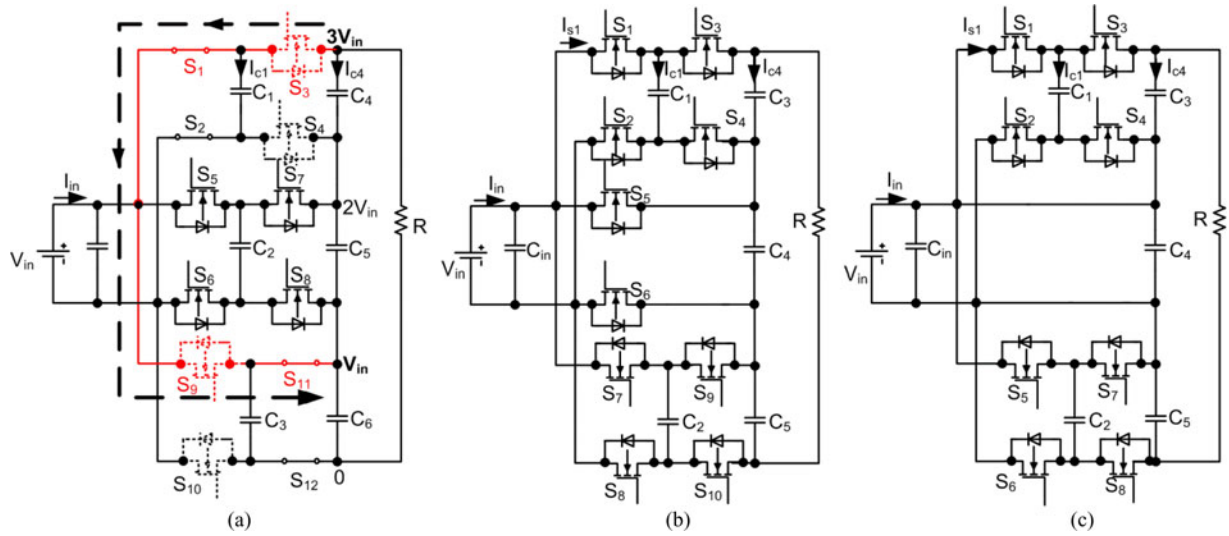 3Vin
S1
S3
Ic1
Ic4
C1
C4
S2
S4
S5
S7
Iin
2Vin
R
Vin
C2
C5
S6
S8
Vin
S9
S11
C3
C6
S10
S12
0
(a)
Is1
S1
S3
Ic1
Ic4
C1
C3
S2
S4
Iin
S5
R
Vin
Cin
C4
S6
S7
S9
C2
C5
S8
S10
(b)
Is1
S1
S3
Ic1
Ic4
C1
C3
S2
S4
Iin
R
Vin
Cin
C4
S5
S7
C2
C5
S6
S8
(c)